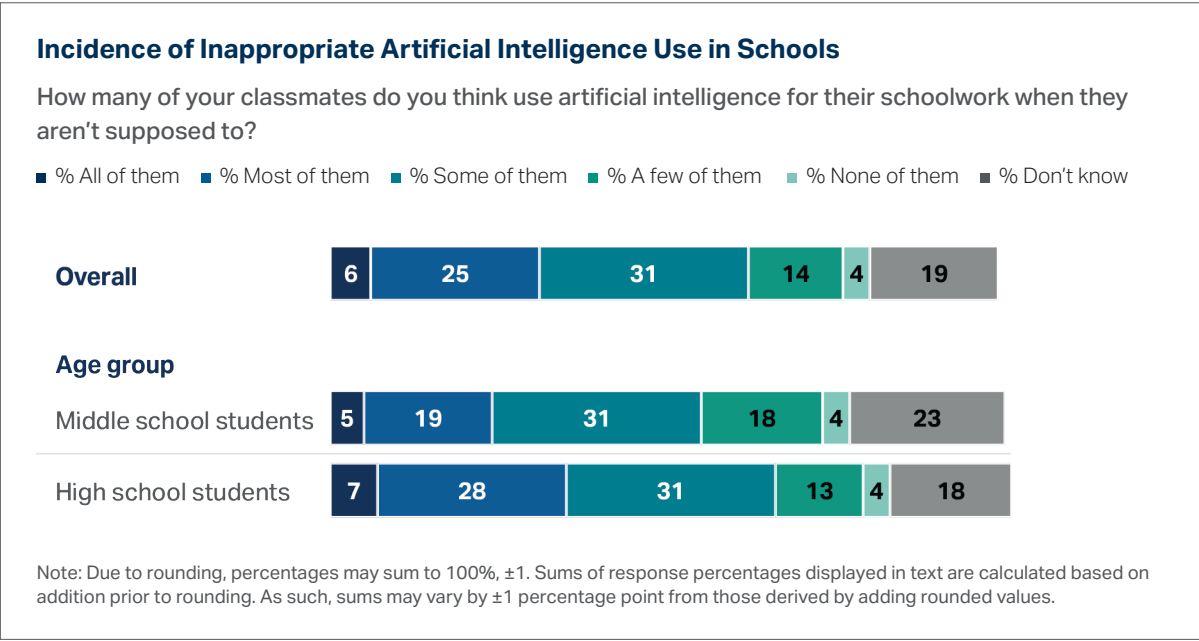 Incidence of Inappropriate Artificial Intelligence Use in Schools
How many of your classmates do you think use artificial intelligence for their schoolwork when they
aren’t supposed to?
% All of them % Most of them % Some of them % A few of them % None of them % Don’t know
Overall 6 25 31 14 4 19
Age group
Middle school students 5 19 31 18 4 23
High school students 7 28 31 13 4 18
Note: Due to rounding, percentages may sum to 100%, ±1. Sums of response percentages displayed in text are calculated based on
addition prior to rounding. As such, sums may vary by ±1 percentage point from those derived by adding rounded values.